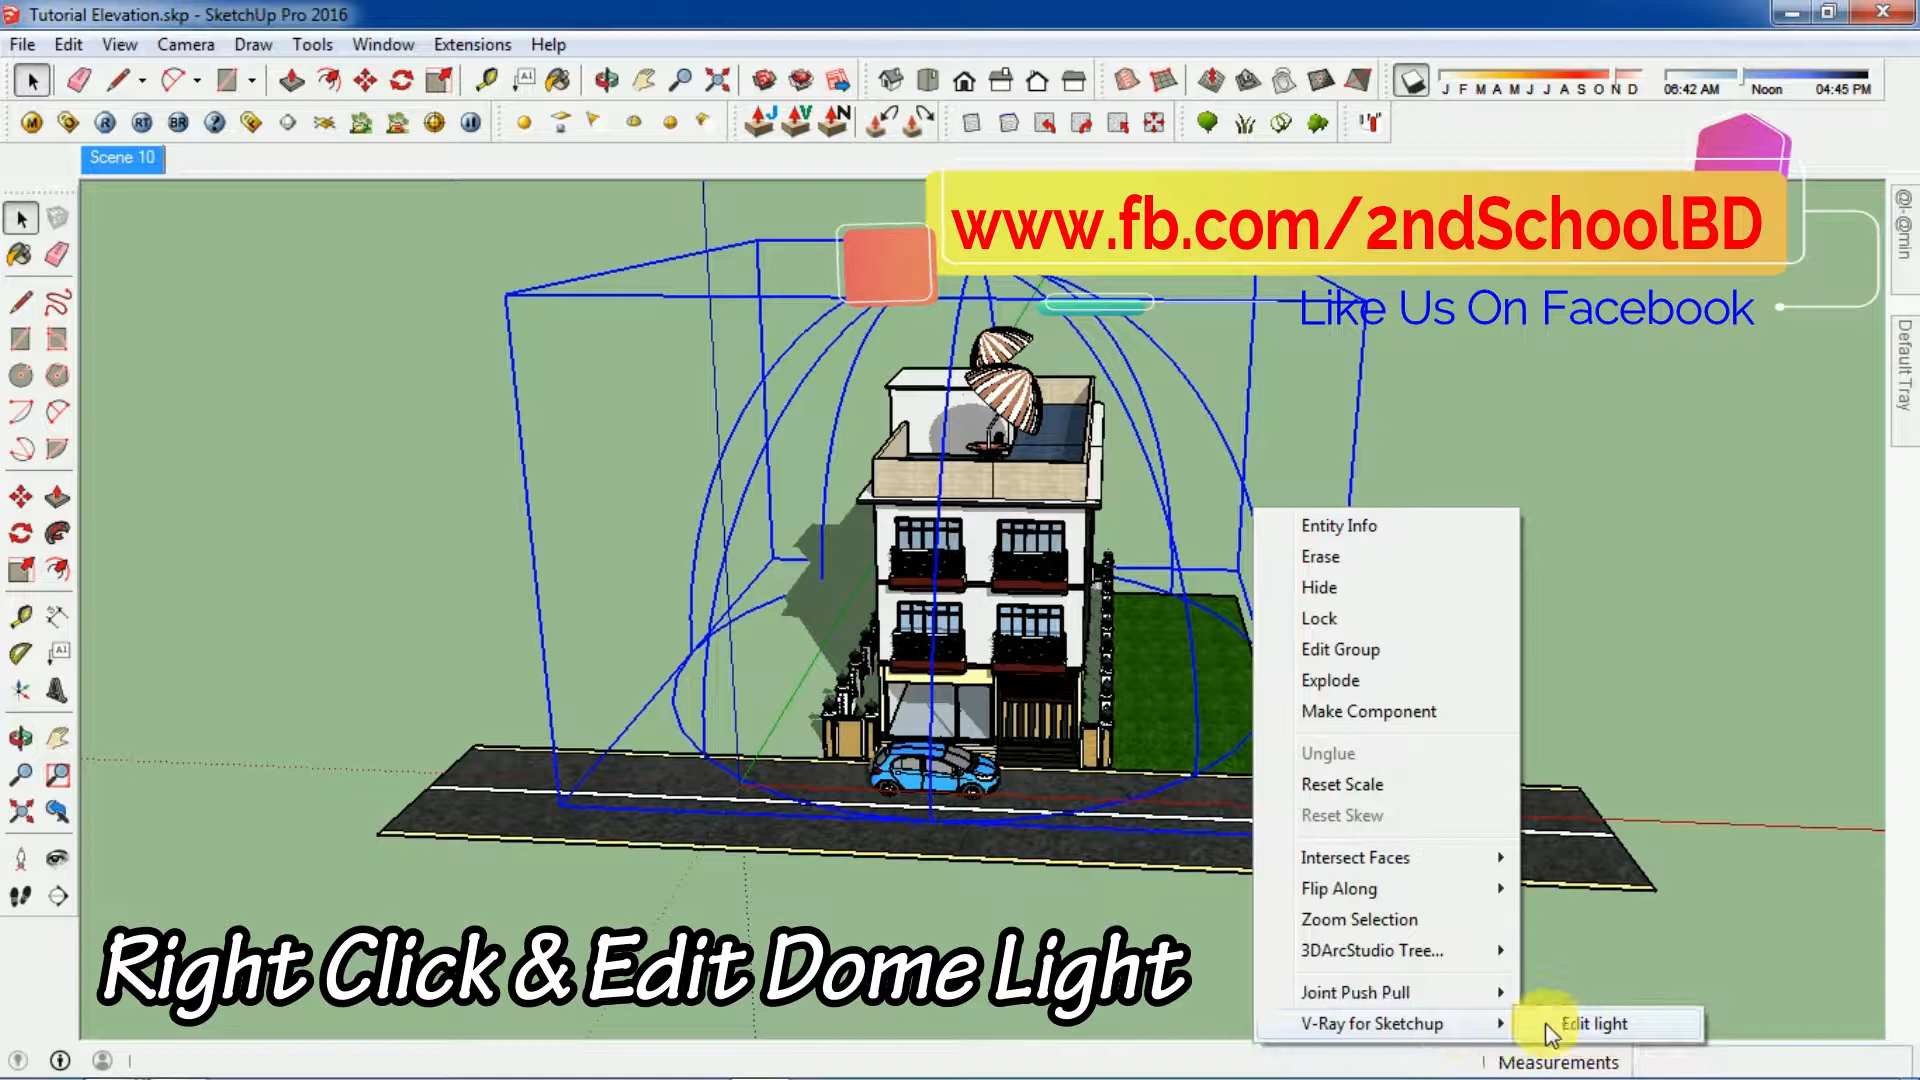 Tutorial Elevation.skp - SketchUp Pro 2016
File Edit View Camera Draw Tools Window Extensions Help
J F M A M J J A S O N D 06:42 AM Noon 04:45 PM
M R RT BR ? J V N
Scene 10
www.fb.com/2ndSchoolBD
Like Us On Facebook
@l-@min
Default Tray
Entity Info
Erase
Hide
Lock
Edit Group
Explode
Make Component
Unglue
Reset Scale
Reset Skew
Intersect Faces
Flip Along
Zoom Selection
3DArcStudio Tree...
Joint Push Pull
V-Ray for Sketchup
Edit light
Right Click & Edit Dome Light
Measurements